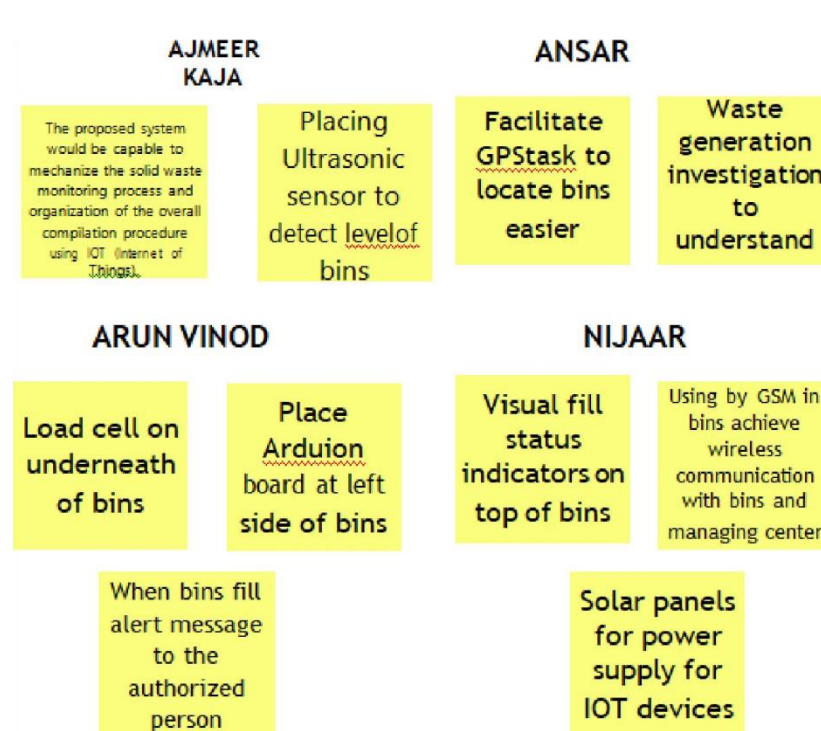 AJMEER
KAJA
The proposed system
would be capable to
mechanize the solid waste
monitoring process and
organization of the overall
compilation procedure
using IOT (Internet of
Things).
Placing
Ultrasonic
sensor to
detect levelof
bins
ANSAR
Facilitate
GPStask to
locate bins
easier
Waste
generation
investigation
to
understand
ARUN VINOD
Load cell on
underneath
of bins
Place
Arduion
board at left
side of bins
When bins fill
alert message
to the
authorized
person
NIJAAR
Visual fill
status
indicators on
top of bins
Using by GSM in
bins achieve
wireless
communication
with bins and
managing center
Solar panels
for power
supply for
IOT devices